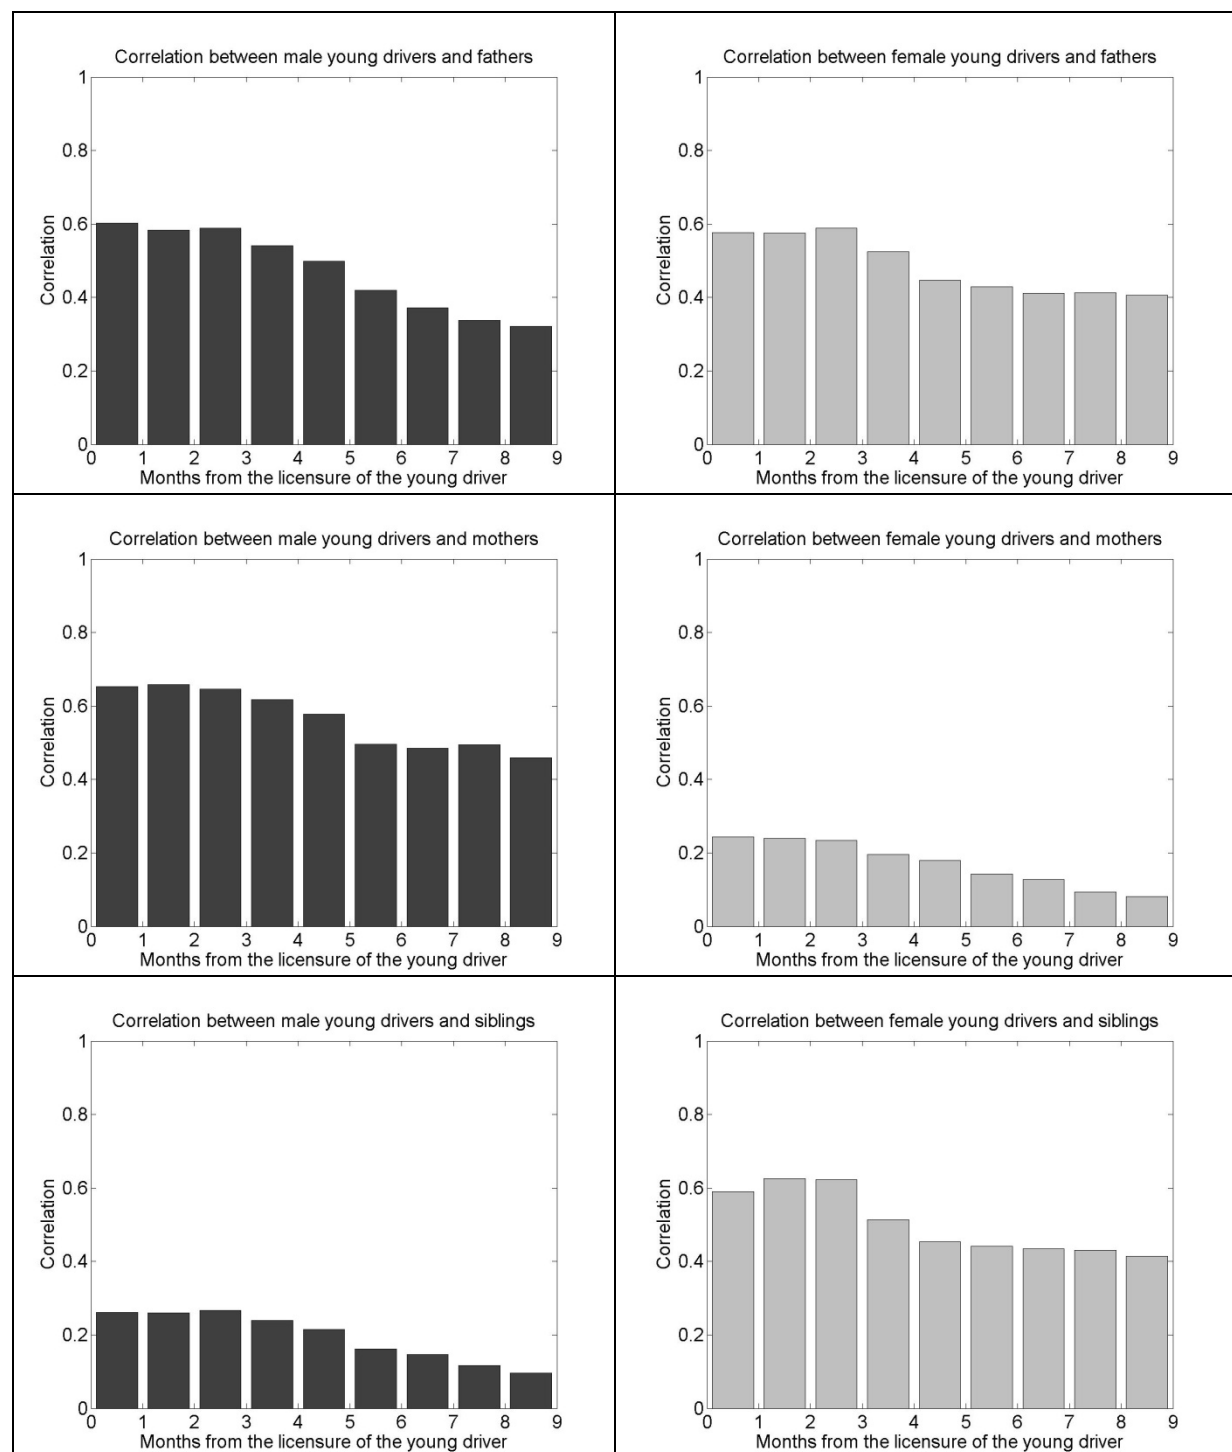 Correlation between male young drivers and fathers
1
0.8
0.6
0.4
0.2
0
Correlation
0 1 2 3 4 5 6 7 8 9
Months from the licensure of the young driver
Correlation between female young drivers and fathers
1
0.8
0.6
0.4
0.2
0
Correlation
0 1 2 3 4 5 6 7 8 9
Months from the licensure of the young driver
Correlation between male young drivers and mothers
1
0.8
0.6
0.4
0.2
0
Correlation
0 1 2 3 4 5 6 7 8 9
Months from the licensure of the young driver
Correlation between female young drivers and mothers
1
0.8
0.6
0.4
0.2
0
Correlation
0 1 2 3 4 5 6 7 8 9
Months from the licensure of the young driver
Correlation between male young drivers and siblings
1
0.8
0.6
0.4
0.2
0
Correlation
0 1 2 3 4 5 6 7 8 9
Months from the licensure of the young driver
Correlation between female young drivers and siblings
1
0.8
0.6
0.4
0.2
0
Correlation
0 1 2 3 4 5 6 7 8 9
Months from the licensure of the young driver